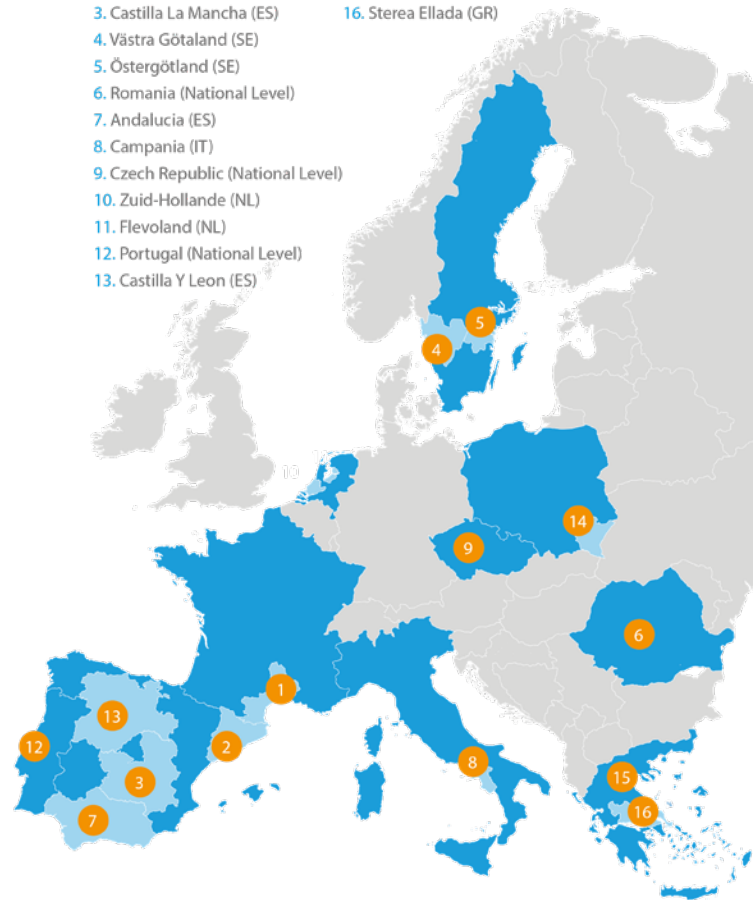 3. Castilla La Mancha (ES)
4. Västra Götaland (SE)
5. Östergötland (SE)
6. Romania (National Level)
7. Andalucia (ES)
8. Campania (IT)
9. Czech Republic (National Level)
10. Zuid-Hollande (NL)
11. Flevoland (NL)
12. Portugal (National Level)
13. Castilla Y Leon (ES)
16. Sterea Ellada (GR)
5
4
10
14
9
6
1
13
12
2
8
3
15
16
7